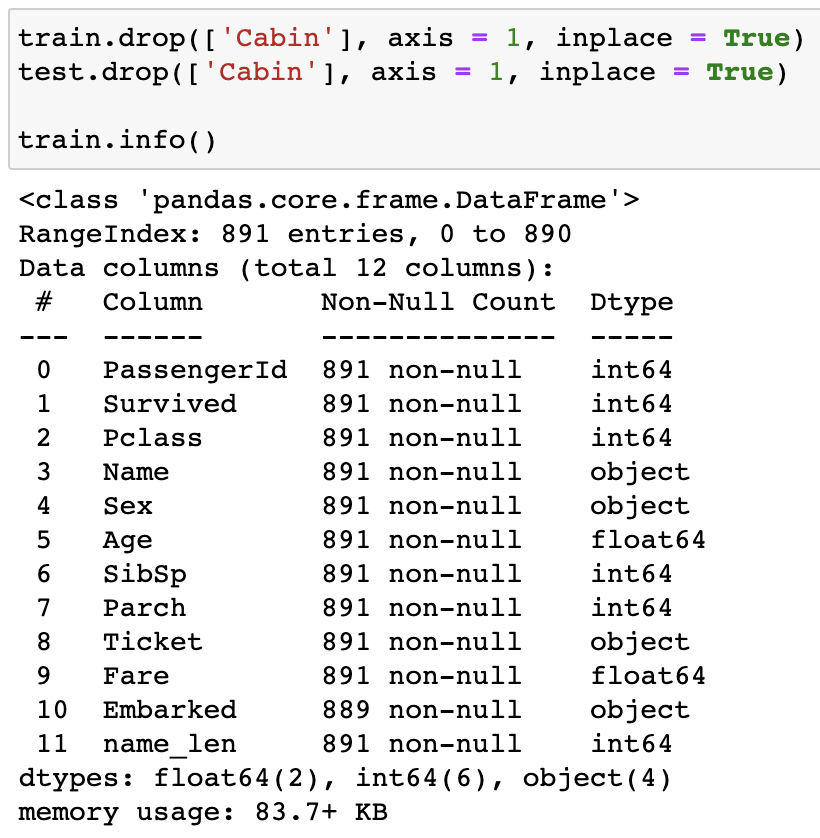 train.drop(['Cabin'], axis = 1, inplace = True)
test.drop(['Cabin'], axis = 1, inplace = True)
train.info()
<class 'pandas.core.frame.DataFrame'>
RangeIndex: 891 entries, 0 to 890
Data columns (total 12 columns):
 #   Column       Non-Null Count  Dtype
---  ------       --------------  -----
 0   PassengerId  891 non-null    int64
 1   Survived     891 non-null    int64
 2   Pclass       891 non-null    int64
 3   Name         891 non-null    object
 4   Sex          891 non-null    object
 5   Age          891 non-null    float64
 6   SibSp        891 non-null    int64
 7   Parch        891 non-null    int64
 8   Ticket       891 non-null    object
 9   Fare         891 non-null    float64
 10  Embarked     889 non-null    object
 11  name_len     891 non-null    int64
dtypes: float64(2), int64(6), object(4)
memory usage: 83.7+ KB